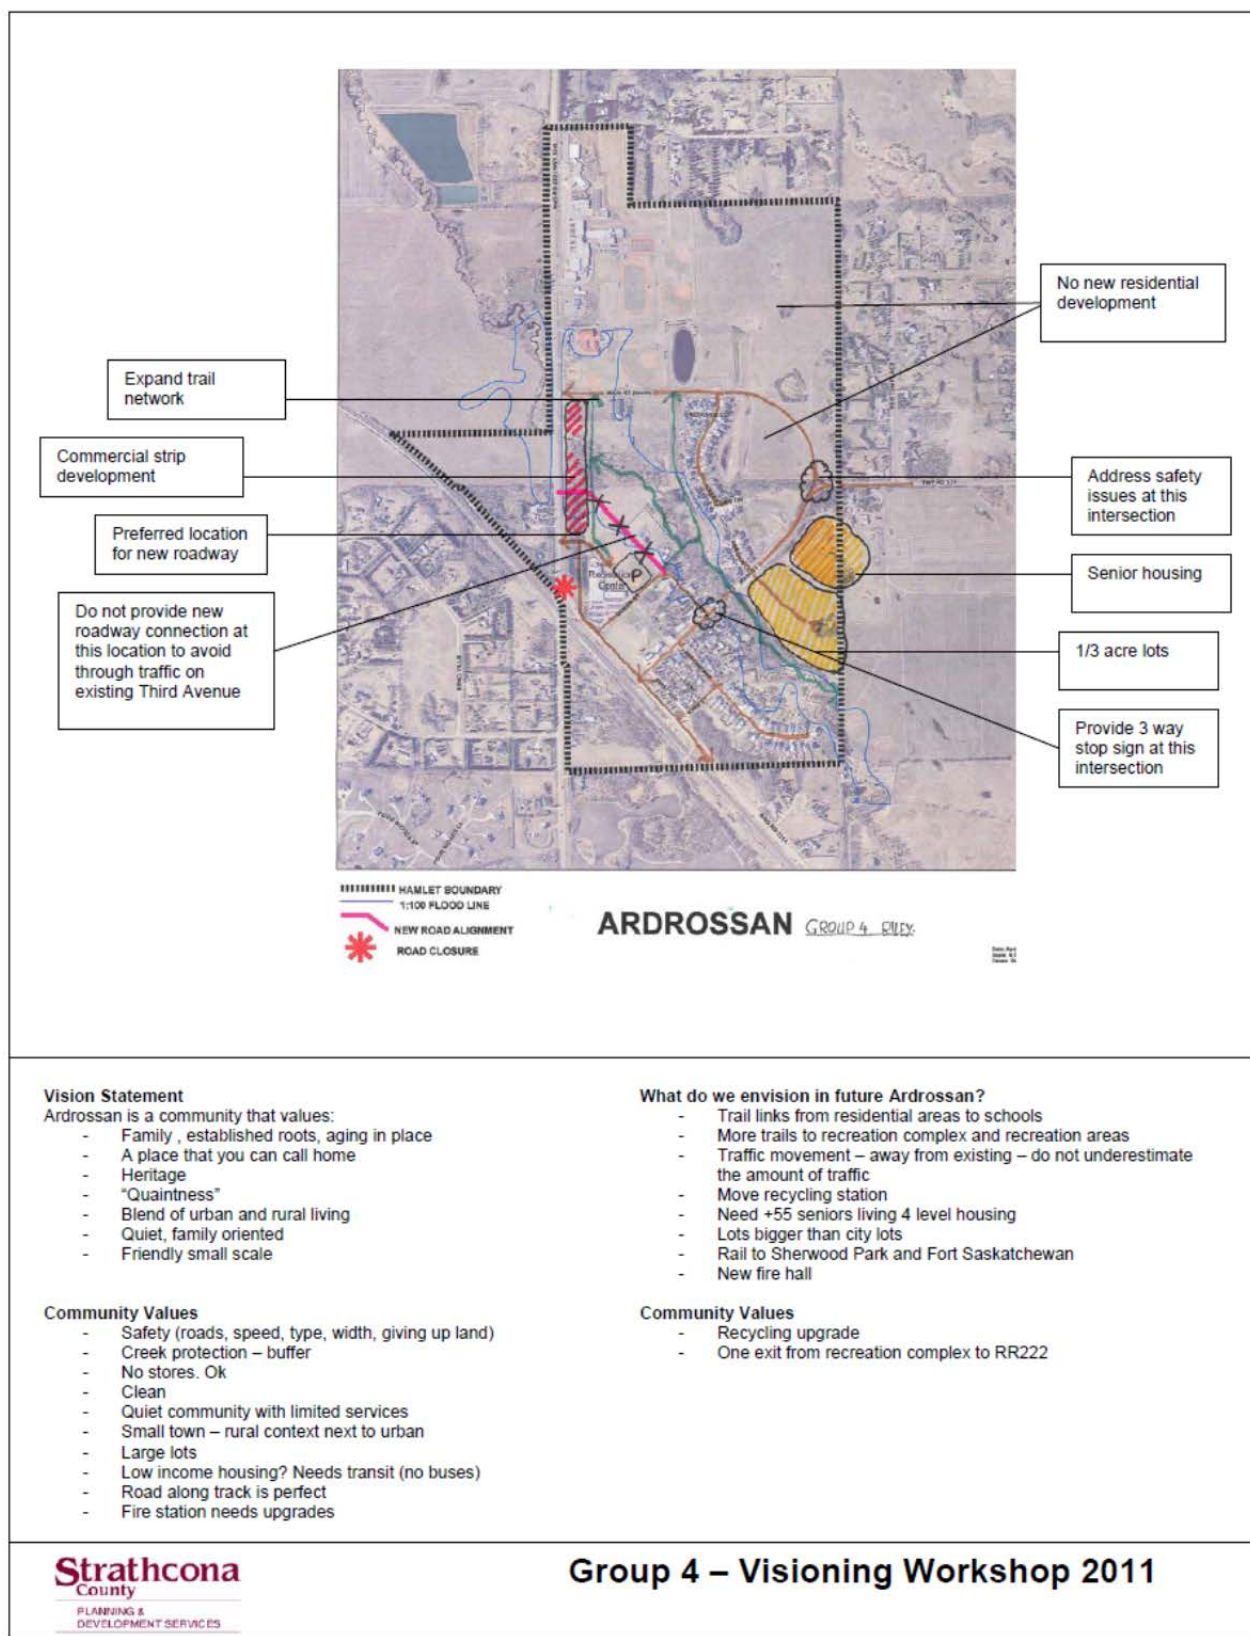 No new residential
development
Expand trail
network
Commercial strip
development
Preferred location
for new roadway
Do not provide new
roadway connection at
this location to avoid
through traffic on
existing Third Avenue
Address safety
issues at this
intersection
Senior housing
1/3 acre lots
Provide 3 way
stop sign at this
intersection
Recreation
Center
P
HAMLET BOUNDARY
1:100 FLOOD LINE
NEW ROAD ALIGNMENT
ROAD CLOSURE
ARDROSSAN GROUP 4
Vision Statement
Ardrossan is a community that values:
- Family , established roots, aging in place
- A place that you can call home
- Heritage
- “Quaintness”
- Blend of urban and rural living
- Quiet, family oriented
- Friendly small scale
Community Values
- Safety (roads, speed, type, width, giving up land)
- Creek protection – buffer
- No stores. Ok
- Clean
- Quiet community with limited services
- Small town – rural context next to urban
- Large lots
- Low income housing? Needs transit (no buses)
- Road along track is perfect
- Fire station needs upgrades
What do we envision in future Ardrossan?
- Trail links from residential areas to schools
- More trails to recreation complex and recreation areas
- Traffic movement – away from existing – do not underestimate
the amount of traffic
- Move recycling station
- Need +55 seniors living 4 level housing
- Lots bigger than city lots
- Rail to Sherwood Park and Fort Saskatchewan
- New fire hall
Community Values
- Recycling upgrade
- One exit from recreation complex to RR222
Strathcona
County
PLANNING &
DEVELOPMENT SERVICES
Group 4 – Visioning Workshop 2011